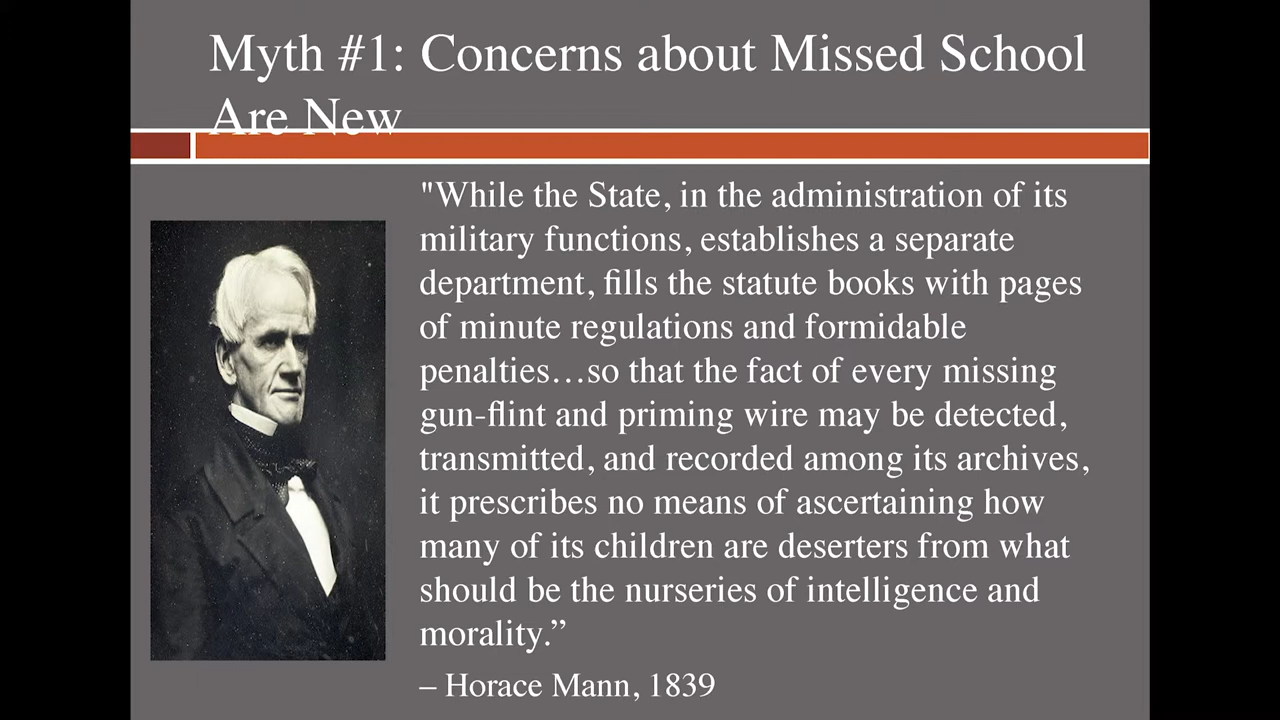 Myth #1: Concerns about Missed School
Are New
"While the State, in the administration of its
military functions, establishes a separate
department, fills the statute books with pages
of minute regulations and formidable
penalties…so that the fact of every missing
gun-flint and priming wire may be detected,
transmitted, and recorded among its archives,
it prescribes no means of ascertaining how
many of its children are deserters from what
should be the nurseries of intelligence and
morality.”
– Horace Mann, 1839